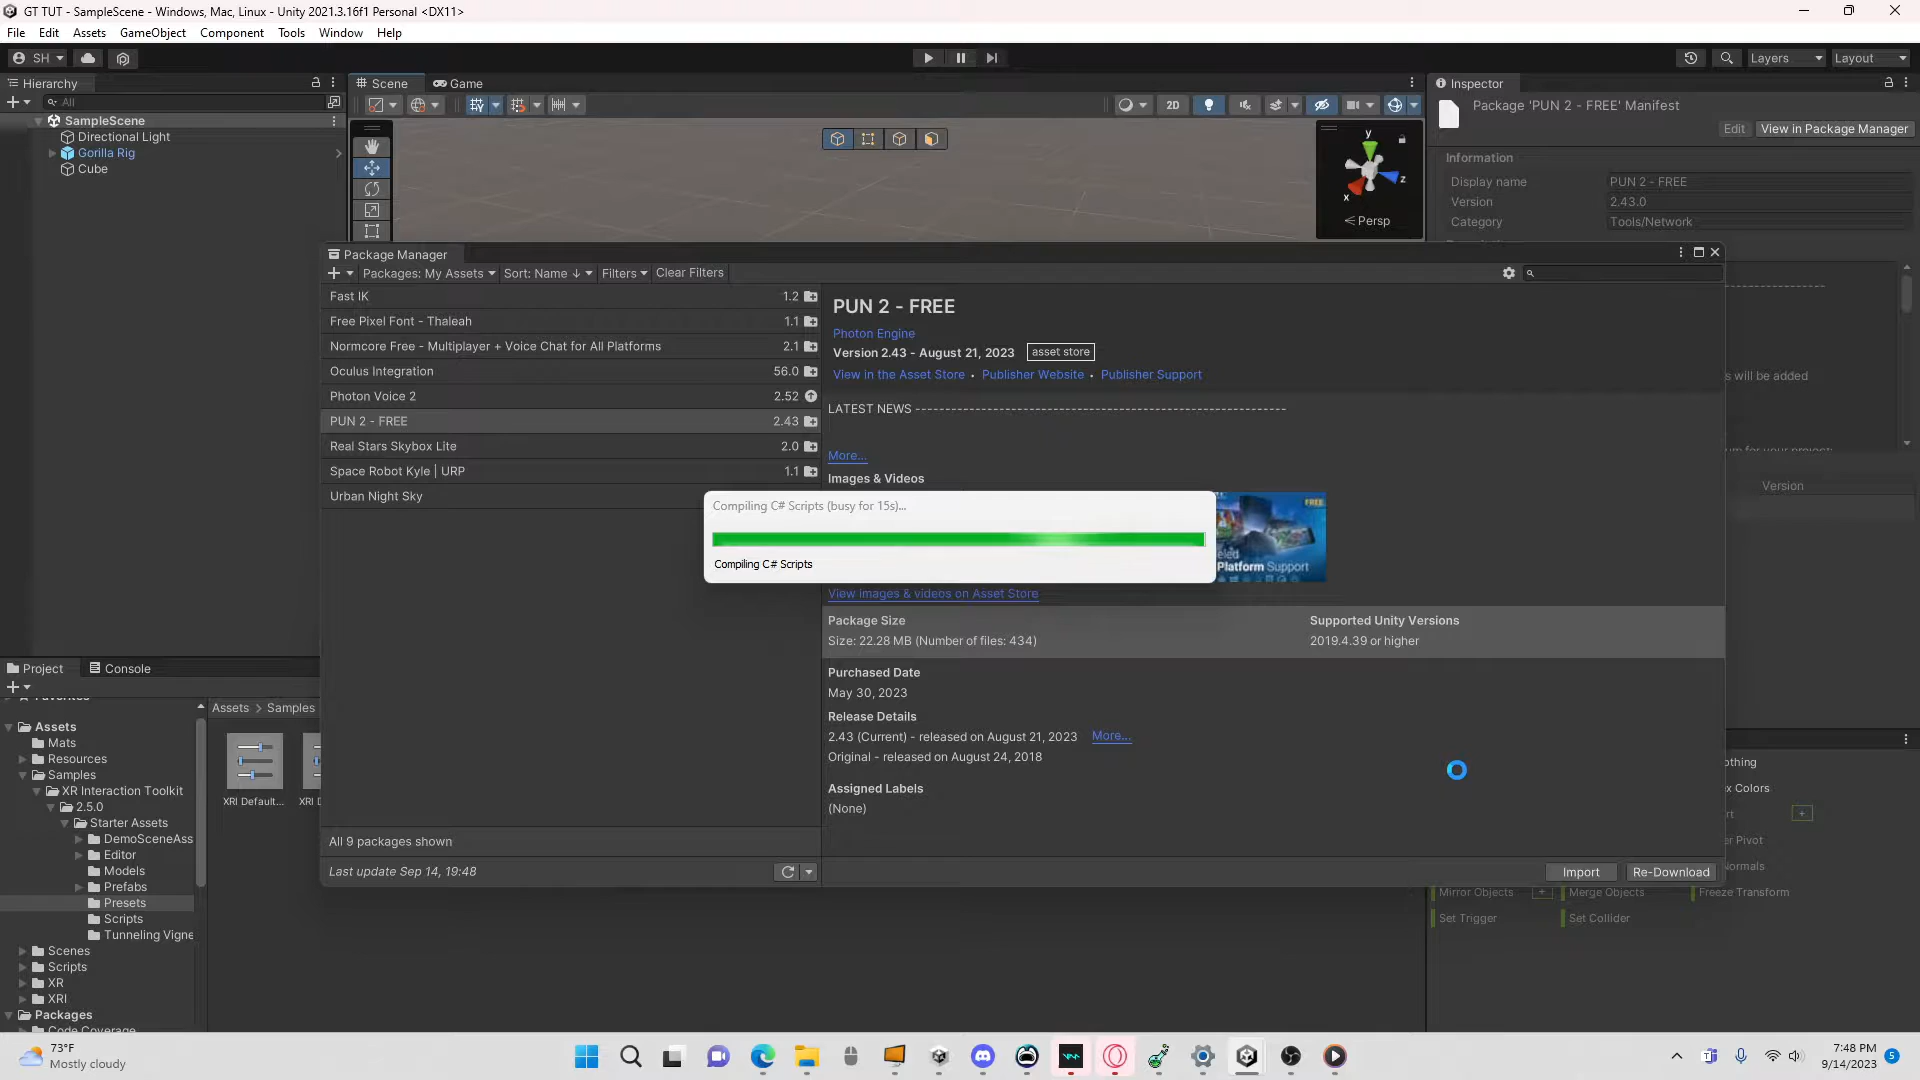 GT TUT - SampleScene - Windows, Mac, Linux - Unity 2021.3.16f1 Personal <DX11>
File Edit Assets GameObject Component Tools Window Help
SH Layers Layout
Hierarchy Scene Game Inspector
All 2D
SampleScene
Directional Light
Gorilla Rig
Cube
y
z
x
Persp
Package 'PUN 2 - FREE' Manifest
Edit View in Package Manager
Information
Display name PUN 2 - FREE
Version 2.43.0
Category Tools/Network
s will be added
Version
Package Manager
Packages: My Assets Sort: Name ↓ Filters Clear Filters
Fast IK 1.2
Free Pixel Font - Thaleah 1.1
Normcore Free - Multiplayer + Voice Chat for All Platforms 2.1
Oculus Integration 56.0
Photon Voice 2 2.52
PUN 2 - FREE 2.43
Real Stars Skybox Lite 2.0
Space Robot Kyle | URP 1.1
Urban Night Sky
All 9 packages shown
Last update Sep 14, 19:48
PUN 2 - FREE
Photon Engine
Version 2.43 - August 21, 2023 asset store
View in the Asset Store • Publisher Website • Publisher Support
LATEST NEWS -----------------------------------------------------------
More...
Images & Videos
Compiling C# Scripts (busy for 15s)...
Compiling C# Scripts
FREE
eled
Platform Support
View images & videos on Asset Store
Package Size Supported Unity Versions
Size: 22.28 MB (Number of files: 434) 2019.4.39 or higher
Purchased Date
May 30, 2023
Release Details
2.43 (Current) - released on August 21, 2023 More...
Original - released on August 24, 2018
Assigned Labels
(None)
Import Re-Download
Project Console
Assets > Samples
Assets
Mats
Resources
Samples
XR Interaction Toolkit
2.5.0
Starter Assets
DemoSceneAss
Editor
Models
Prefabs
Presets
Scripts
Tunneling Vigne
Scenes
Scripts
XR
XRI
Packages
Code Coverage
XRI Default... XRI D
othing
x Colors
r Pivot
Normals
Mirror Objects + Merge Objects Freeze Transform
Set Trigger Set Collider
73°F
Mostly cloudy
7:48 PM
9/14/2023
5